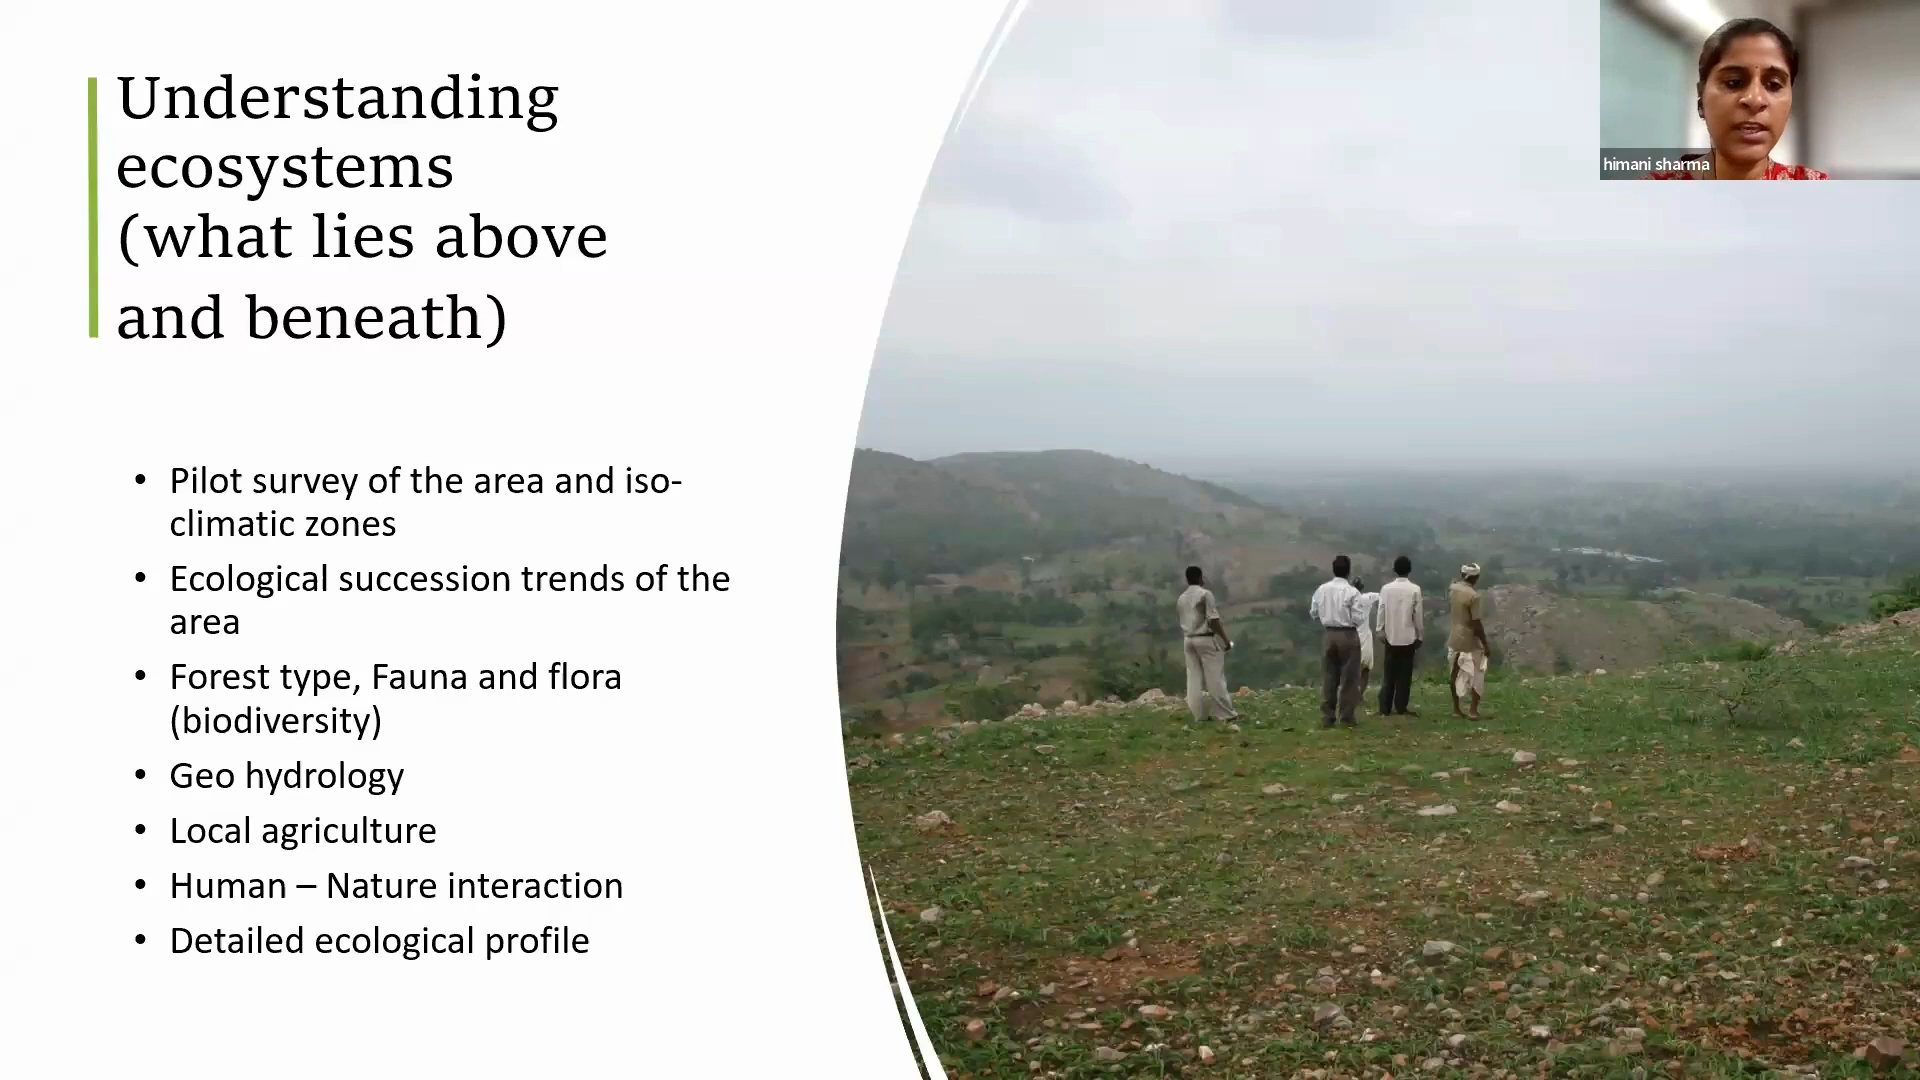 Understanding
ecosystems
(what lies above
and beneath)
• Pilot survey of the area and iso-
climatic zones
• Ecological succession trends of the
area
• Forest type, Fauna and flora
(biodiversity)
• Geo hydrology
• Local agriculture
• Human – Nature interaction
• Detailed ecological profile
himani sharma